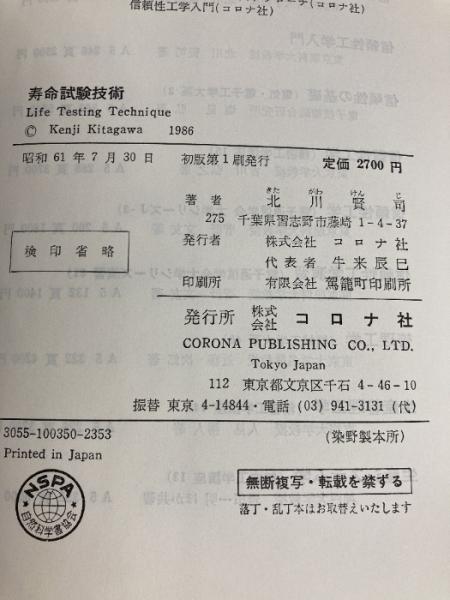 信頼性工学入門(コロナ社)
寿命試験技術
Life Testing Technique
© Kenji Kitagawa 1986
昭和 61 年 7 月 30 日 初版第 1 刷発行 定価 2700 円
きた がわ けん じ
著者 北川賢司
275 千葉県習志野市藤崎 1-4-37
検印省略
発行者 株式会社 コロナ社
代表者 牛来辰巳
印刷所 有限会社 駕籠町印刷所
発行所 株式会社 コロナ社
CORONA PUBLISHING CO., LTD.
Tokyo Japan
112 東京都文京区千石 4-46-10
振替 東京 4-14844・電話 (03) 941-3131 (代)
3055-100350-2353 (染野製本所)
Printed in Japan
NSPA
自然科学書協会
無断複写・転載を禁ずる
落丁・乱丁本はお取替えいたします